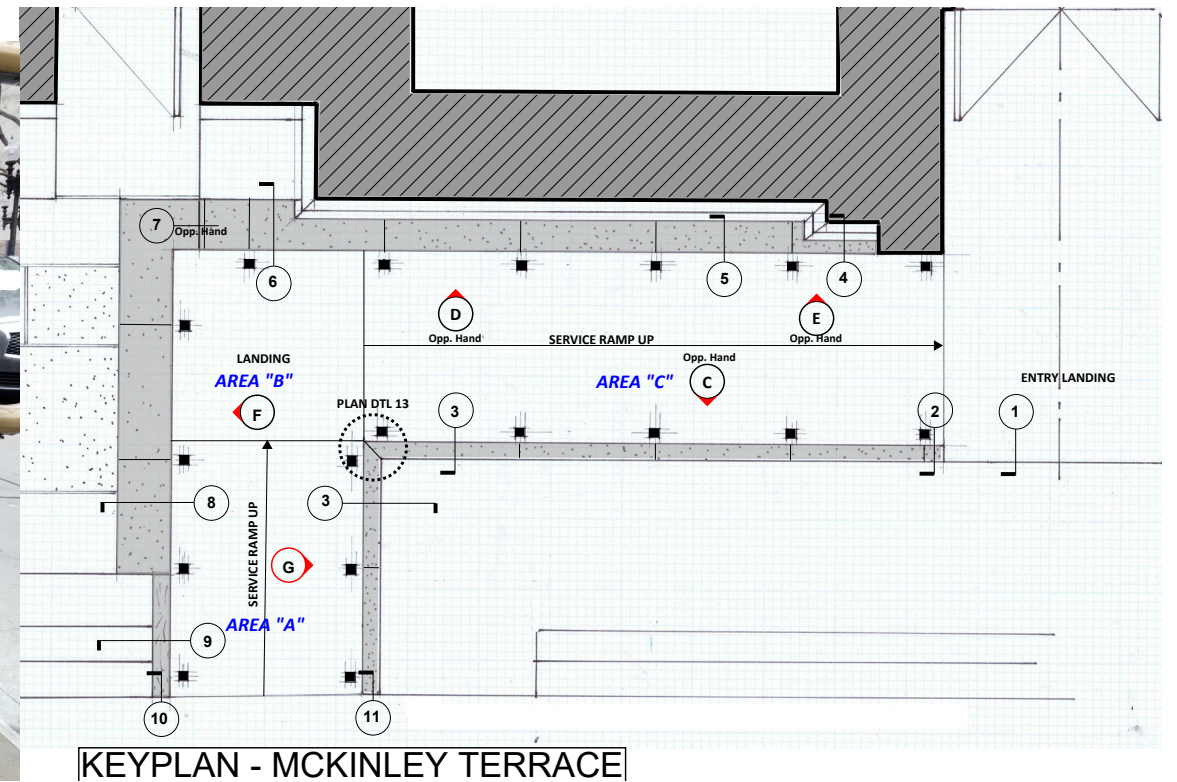 7
Opp. Hand
6
5
4
D
Opp. Hand
SERVICE RAMP UP
E
Opp. Hand
Opp. Hand
LANDING
AREA "B"
AREA "C"
C
ENTRY LANDING
F
PLAN DTL 13
3
2
1
8
3
SERVICE RAMP UP
G
AREA "A"
9
10
11
KEYPLAN - MCKINLEY TERRACE